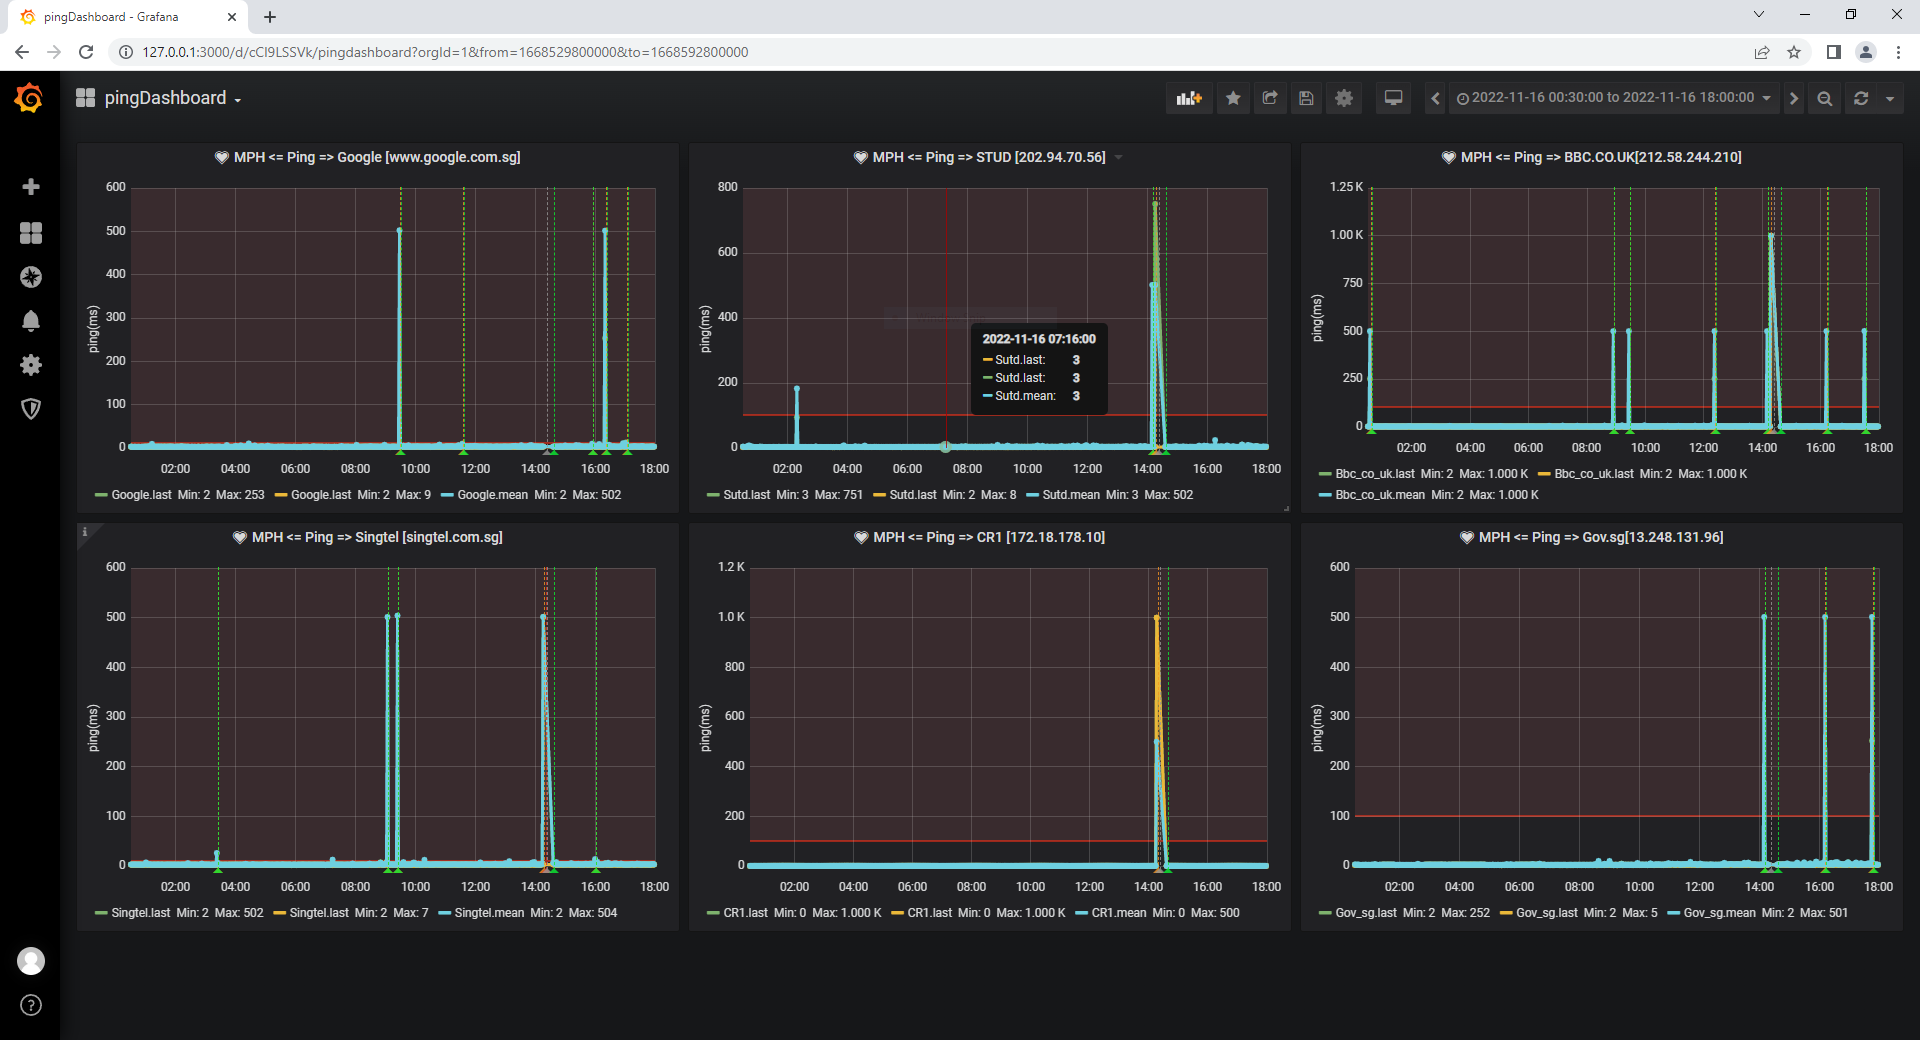 pingDashboard - Grafana
127.0.0.1:3000/d/cCI9LSSVk/pingdashboard?orgId=1&from=1668529800000&to=1668592800000
pingDashboard
2022-11-16 00:30:00 to 2022-11-16 18:00:00
MPH <= Ping => Google [www.google.com.sg]
ping(ms)
600
500
400
300
200
100
0
02:00 04:00 06:00 08:00 10:00 12:00 14:00 16:00 18:00
Google.last Min: 2 Max: 253 Google.last Min: 2 Max: 9 Google.mean Min: 2 Max: 502
MPH <= Ping => STUD [202.94.70.56]
ping(ms)
800
600
400
200
0
2022-11-16 07:16:00
Sutd.last: 3
Sutd.last: 3
Sutd.mean: 3
02:00 04:00 06:00 08:00 10:00 12:00 14:00 16:00 18:00
Sutd.last Min: 3 Max: 751 Sutd.last Min: 2 Max: 8 Sutd.mean Min: 3 Max: 502
MPH <= Ping => BBC.CO.UK[212.58.244.210]
ping(ms)
1.25 K
1.00 K
750
500
250
0
02:00 04:00 06:00 08:00 10:00 12:00 14:00 16:00 18:00
Bbc_co_uk.last Min: 2 Max: 1.000 K Bbc_co_uk.last Min: 2 Max: 1.000 K
Bbc_co_uk.mean Min: 2 Max: 1.000 K
i
MPH <= Ping => Singtel [singtel.com.sg]
ping(ms)
600
500
400
300
200
100
0
02:00 04:00 06:00 08:00 10:00 12:00 14:00 16:00 18:00
Singtel.last Min: 2 Max: 502 Singtel.last Min: 2 Max: 7 Singtel.mean Min: 2 Max: 504
MPH <= Ping => CR1 [172.18.178.10]
ping(ms)
1.2 K
1.0 K
800
600
400
200
0
02:00 04:00 06:00 08:00 10:00 12:00 14:00 16:00 18:00
CR1.last Min: 0 Max: 1.000 K CR1.last Min: 0 Max: 1.000 K CR1.mean Min: 0 Max: 500
MPH <= Ping => Gov.sg[13.248.131.96]
ping(ms)
600
500
400
300
200
100
0
02:00 04:00 06:00 08:00 10:00 12:00 14:00 16:00 18:00
Gov_sg.last Min: 2 Max: 252 Gov_sg.last Min: 2 Max: 5 Gov_sg.mean Min: 2 Max: 501